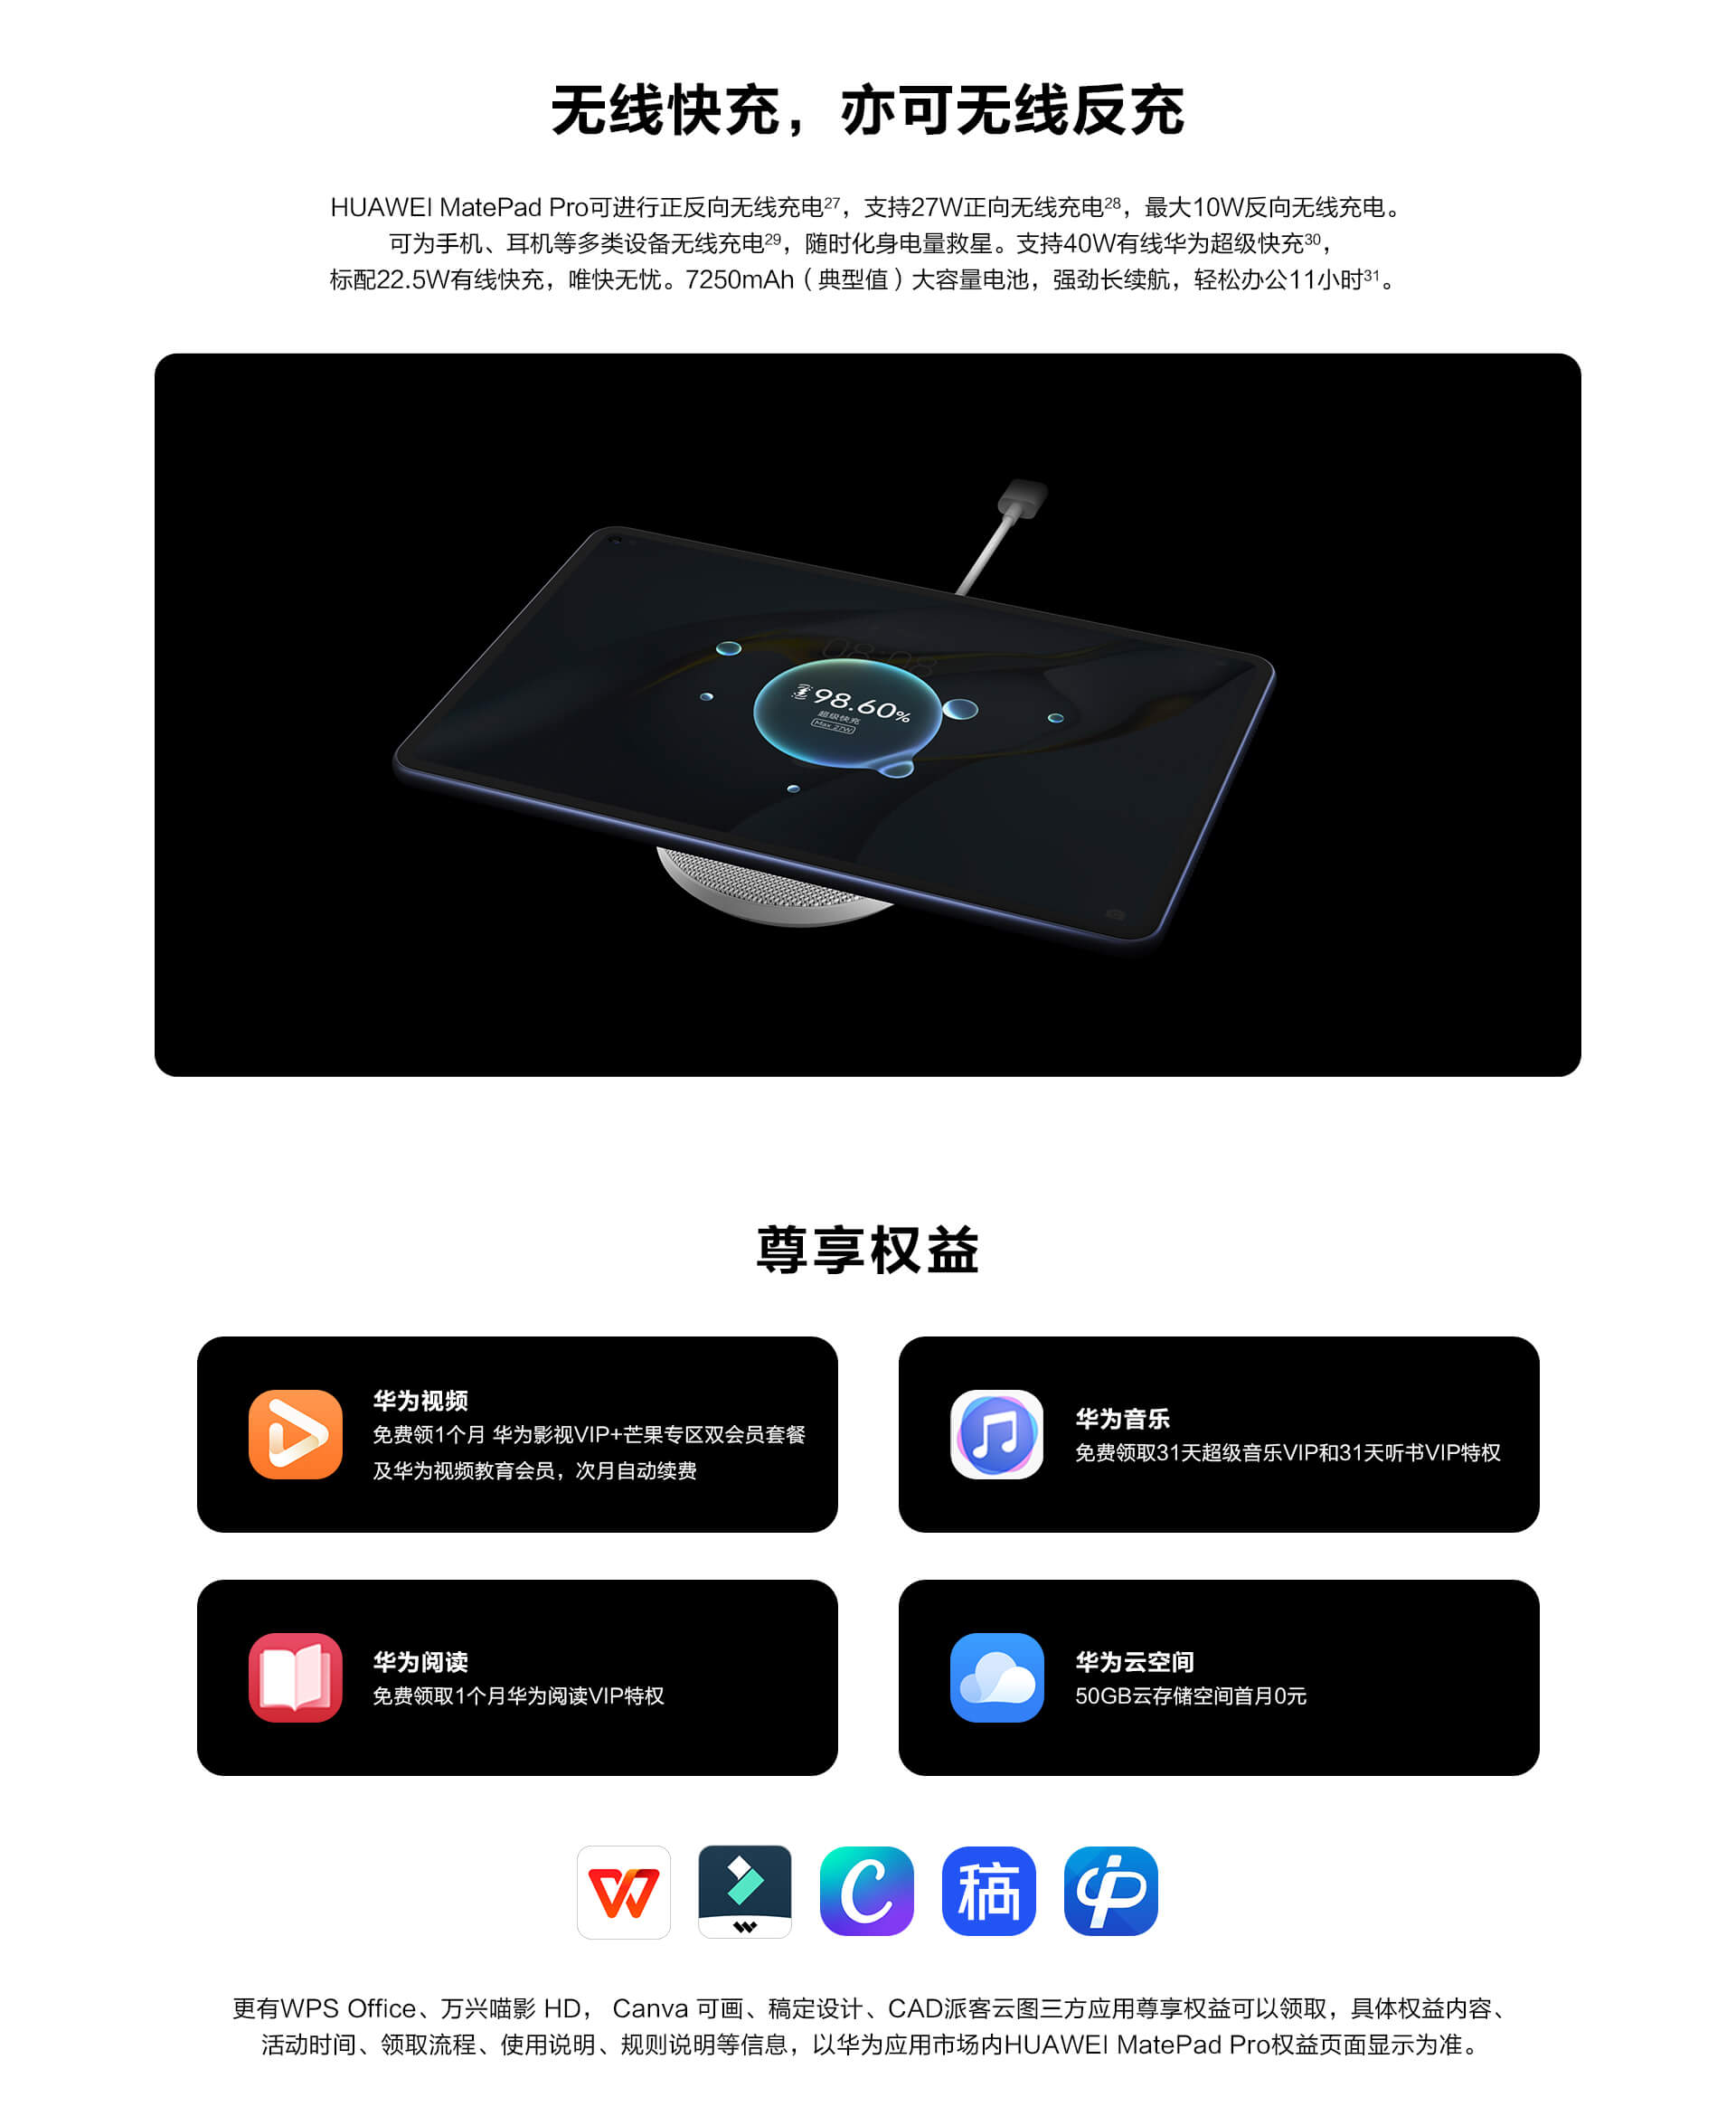 无线快充，亦可无线反充
HUAWEI MatePad Pro可进行正反向无线充电27，支持27W正向无线充电28，最大10W反向无线充电。
可为手机、耳机等多类设备无线充电29，随时化身电量救星。支持40W有线华为超级快充30，
标配22.5W有线快充，唯快无忧。7250mAh（典型值）大容量电池，强劲长续航，轻松办公11小时31。
08:08
98.60%
超级快充
Max 27W
尊享权益
华为视频
免费领1个月 华为影视VIP+芒果专区双会员套餐
及华为视频教育会员，次月自动续费
华为音乐
免费领取31天超级音乐VIP和31天听书VIP特权
华为阅读
免费领取1个月华为阅读VIP特权
华为云空间
50GB云存储空间首月0元
稿
更有WPS Office、万兴喵影 HD， Canva 可画、稿定设计、CAD派客云图三方应用尊享权益可以领取，具体权益内容、
活动时间、领取流程、使用说明、规则说明等信息，以华为应用市场内HUAWEI MatePad Pro权益页面显示为准。